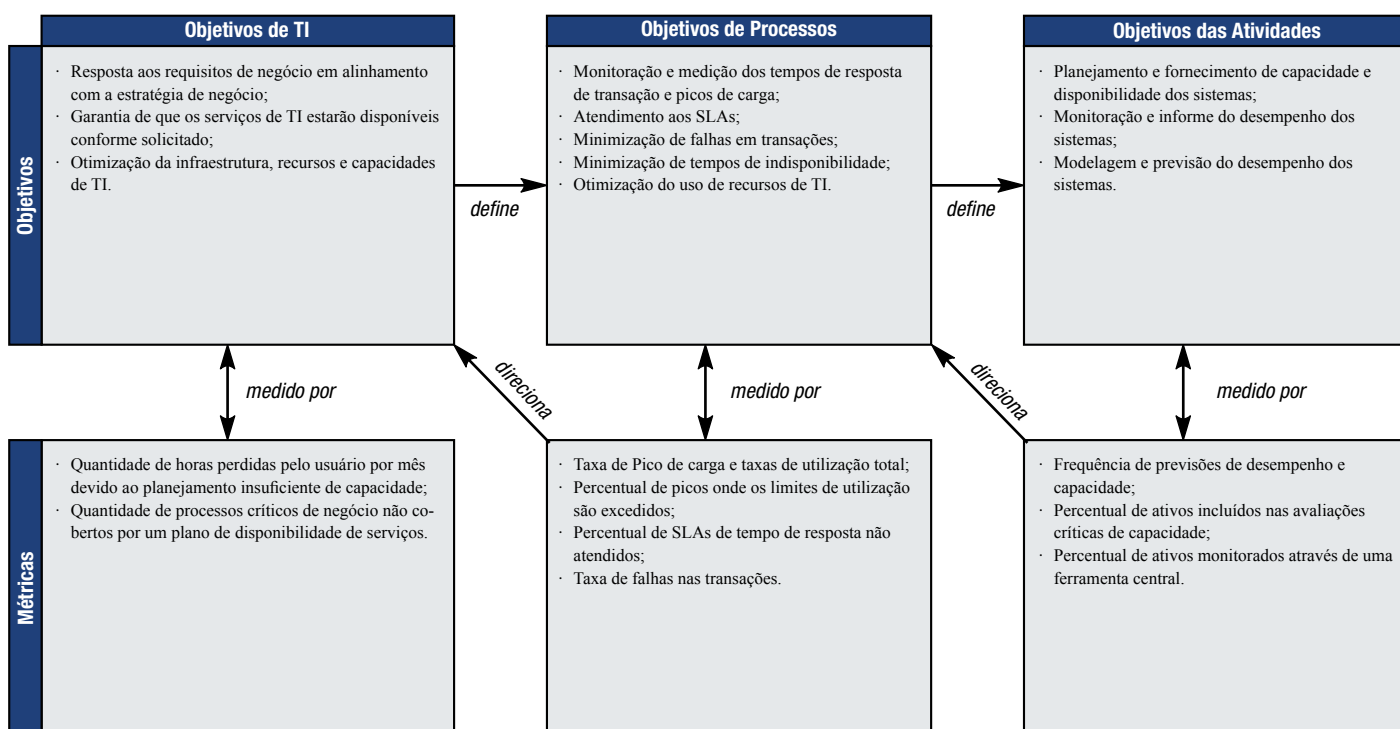 Objetivos de TI
Objetivos de Processos
Objetivos das Atividades
Objetivos
· Resposta aos requisitos de negócio em alinhamento
com a estratégia de negócio;
· Garantia de que os serviços de TI estarão disponíveis
conforme solicitado;
· Otimização da infraestrutura, recursos e capacidades
de TI.
define
· Monitoração e medição dos tempos de resposta
de transação e picos de carga;
· Atendimento aos SLAs;
· Minimização de falhas em transações;
· Minimização de tempos de indisponibilidade;
· Otimização do uso de recursos de TI.
define
· Planejamento e fornecimento de capacidade e
disponibilidade dos sistemas;
· Monitoração e informe do desempenho dos
sistemas;
· Modelagem e previsão do desempenho dos
sistemas.
medido por
direciona
medido por
direciona
medido por
Métricas
· Quantidade de horas perdidas pelo usuário por mês
devido ao planejamento insuficiente de capacidade;
· Quantidade de processos críticos de negócio não co-
bertos por um plano de disponibilidade de serviços.
· Taxa de Pico de carga e taxas de utilização total;
· Percentual de picos onde os limites de utilização
são excedidos;
· Percentual de SLAs de tempo de resposta não
atendidos;
· Taxa de falhas nas transações.
· Frequência de previsões de desempenho e
capacidade;
· Percentual de ativos incluídos nas avaliações
críticas de capacidade;
· Percentual de ativos monitorados através de uma
ferramenta central.